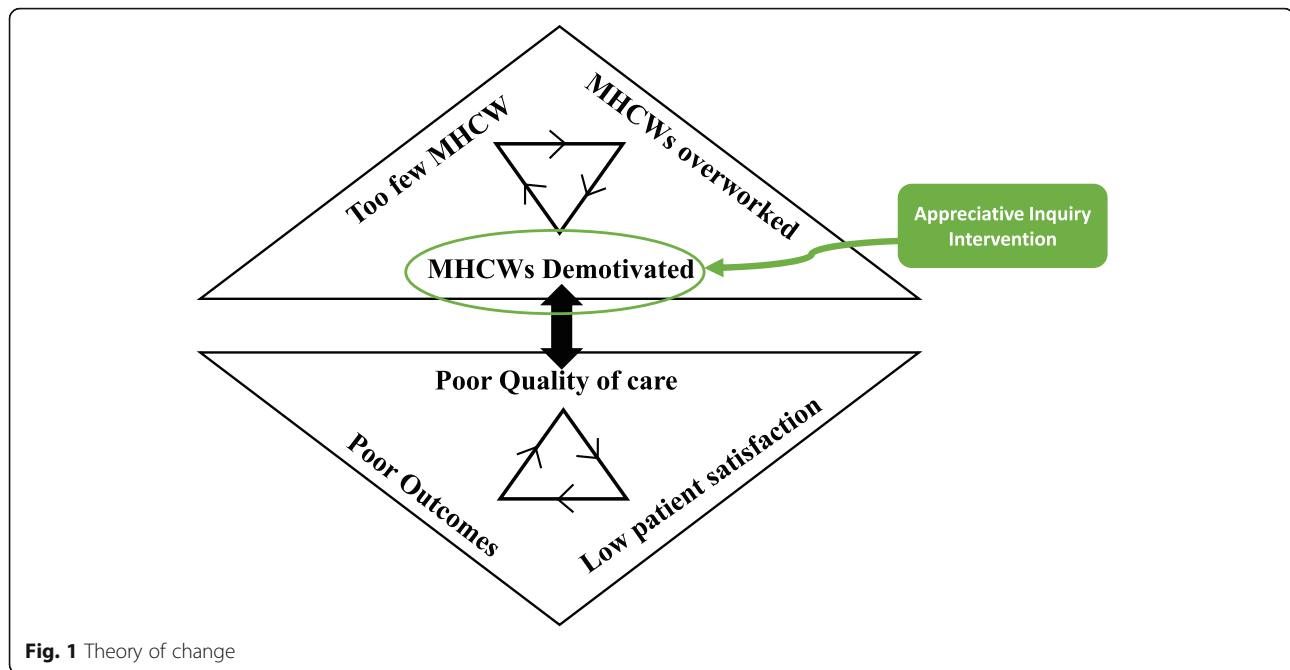 Too few MHCW
MHCWs overworked
MHCWs Demotivated
Appreciative Inquiry
Intervention
Poor Quality of care
Poor Outcomes
Low patient satisfaction
Fig. 1 Theory of change